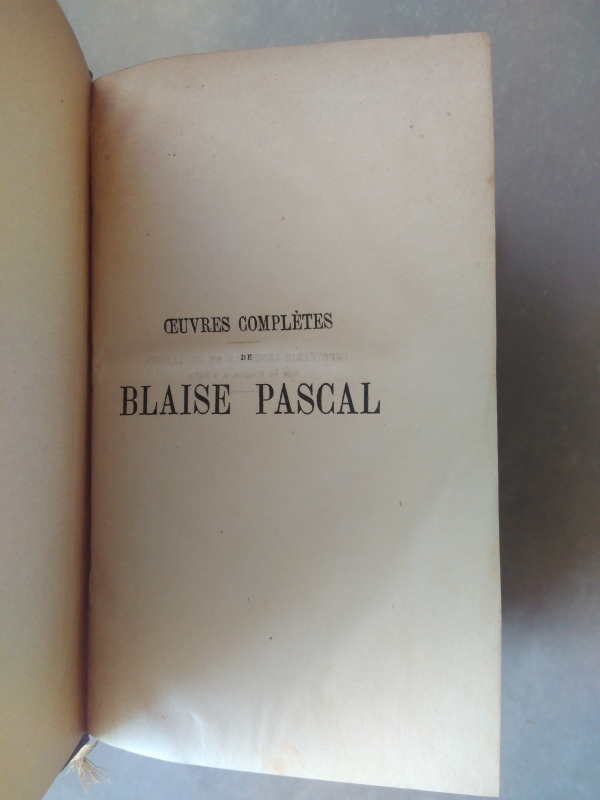 ŒUVRES COMPLÈTES
DE
BLAISE PASCAL